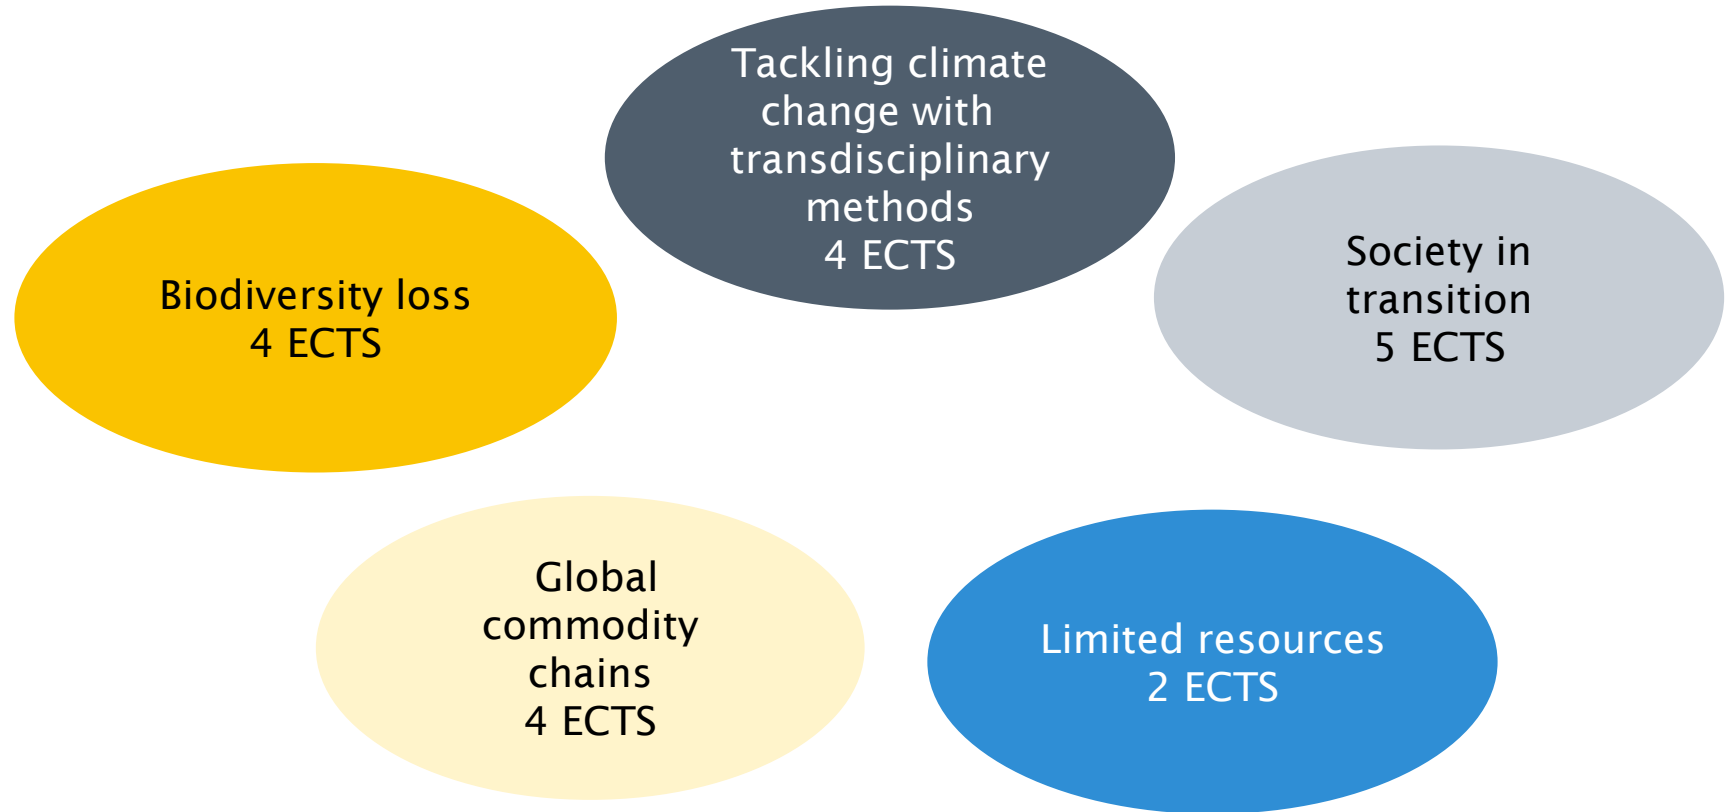 Tackling climate
change with
transdisciplinary
methods
4 ECTS
Biodiversity loss
4 ECTS
Society in
transition
5 ECTS
Global
commodity
chains
4 ECTS
Limited resources
2 ECTS